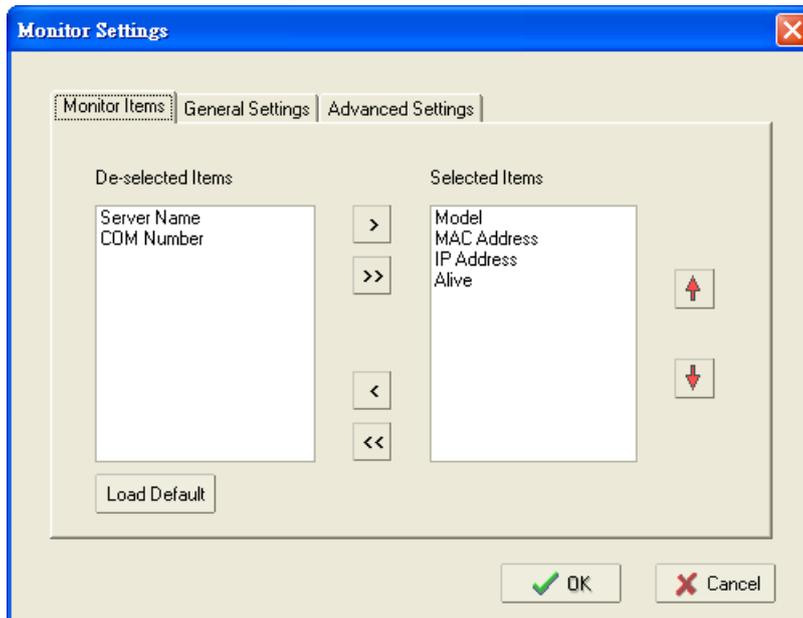 Monitor Settings
Monitor Items
General Settings
Advanced Settings
De-selected Items
Selected Items
Server Name
COM Number
>
>>
<
<<
Model
MAC Address
IP Address
Alive
Load Default
OK
Cancel